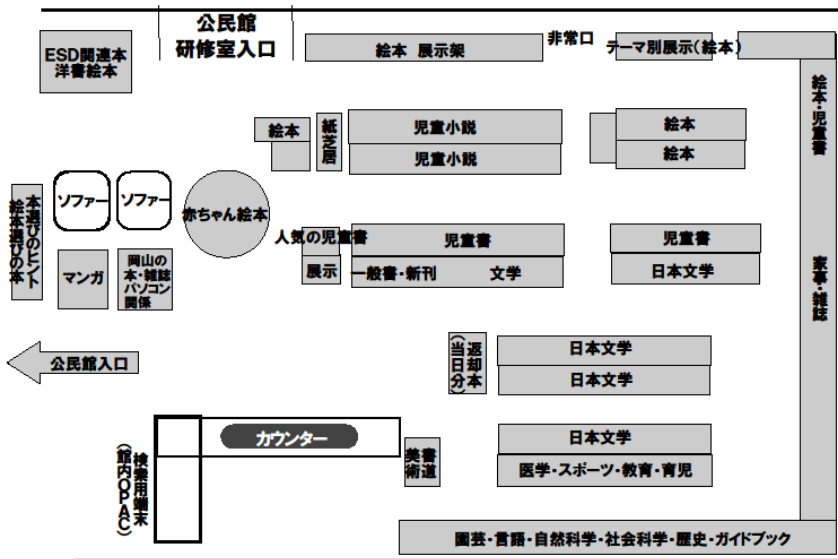 公民館
研修室入口
ESD関連本
洋書絵本
絵本 展示架
非常口
テーマ別展示(絵本)
絵本・児童書
絵本
紙芝居
児童小説
児童小説
絵本
絵本
本選びのヒント
絵本選びの本
ソファー
ソファー
赤ちゃん絵本
人気の児童書
児童書
児童書
マンガ
岡山の
本・雑誌
パソコン
関係
展示
一般書・新刊 文学
日本文学
家事・雑誌
公民館入口
返却本
(当日分)
日本文学
日本文学
カウンター
検索用端末
(館内OPAC)
書道
美術
日本文学
医学・スポーツ・教育・育児
園芸・言語・自然科学・社会科学・歴史・ガイドブック